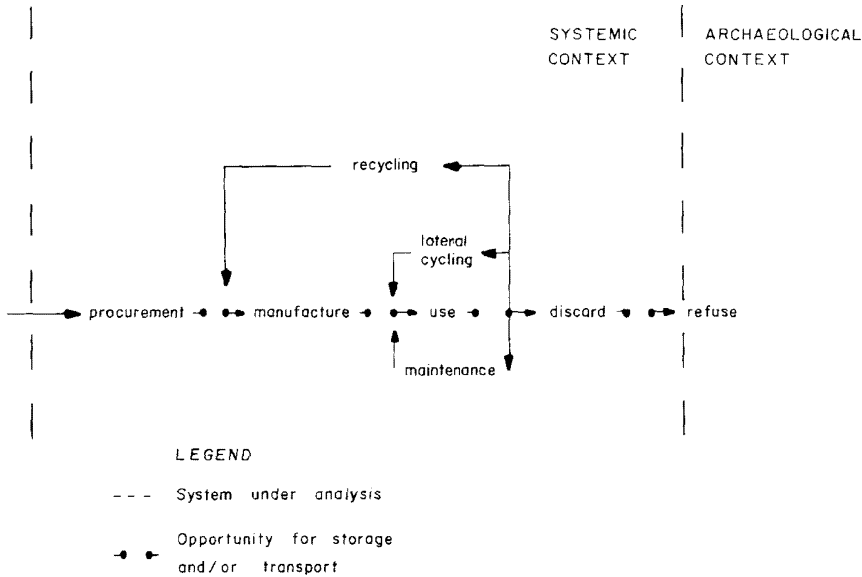 SYSTEMIC
CONTEXT
ARCHAEOLOGICAL
CONTEXT
recycling
lateral
cycling
procurement
manufacture
use
discard
refuse
maintenance
LEGEND
System under analysis
Opportunity for storage
and/or transport